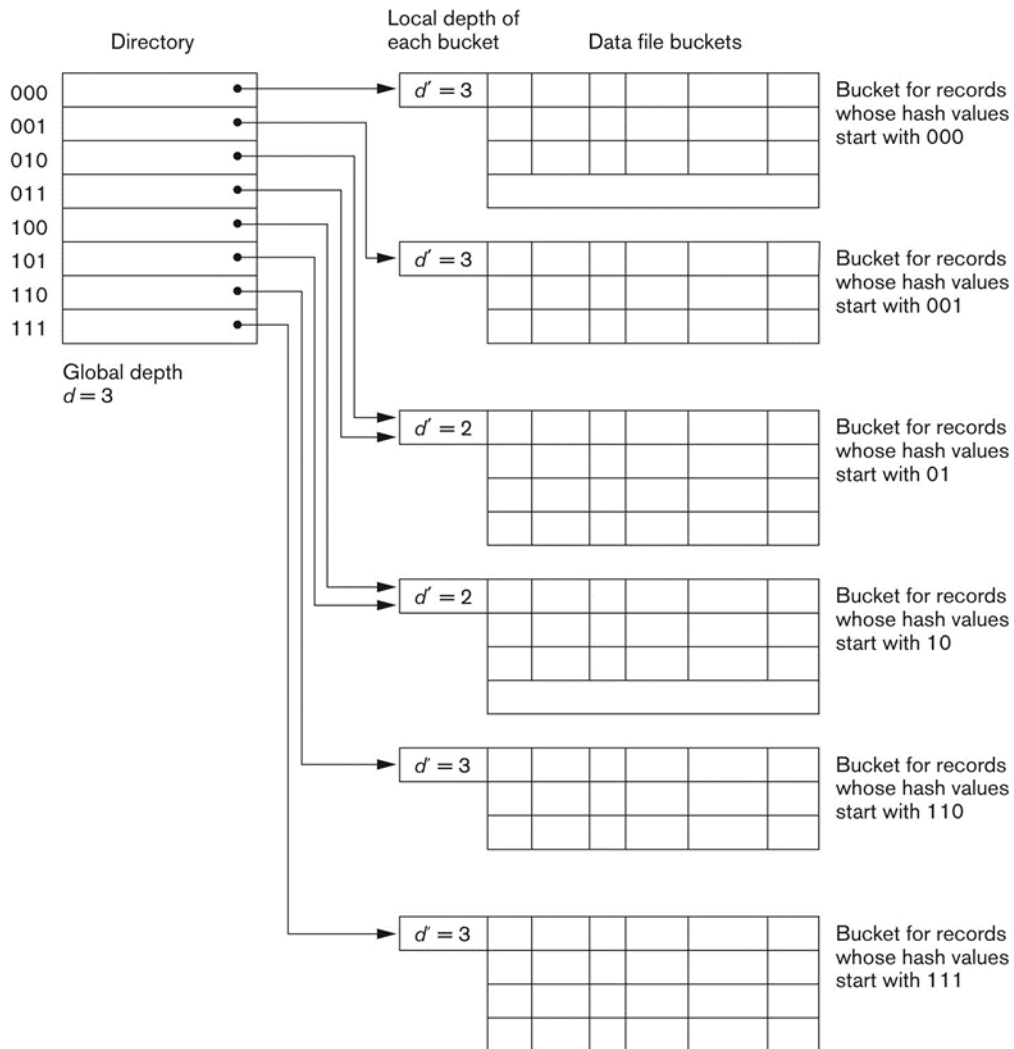 Directory
Local depth of
each bucket
Data file buckets
000
001
010
011
100
101
110
111
Global depth
d = 3
d′ = 3
Bucket for records
whose hash values
start with 000
d′ = 3
Bucket for records
whose hash values
start with 001
d′ = 2
Bucket for records
whose hash values
start with 01
d′ = 2
Bucket for records
whose hash values
start with 10
d′ = 3
Bucket for records
whose hash values
start with 110
d′ = 3
Bucket for records
whose hash values
start with 111